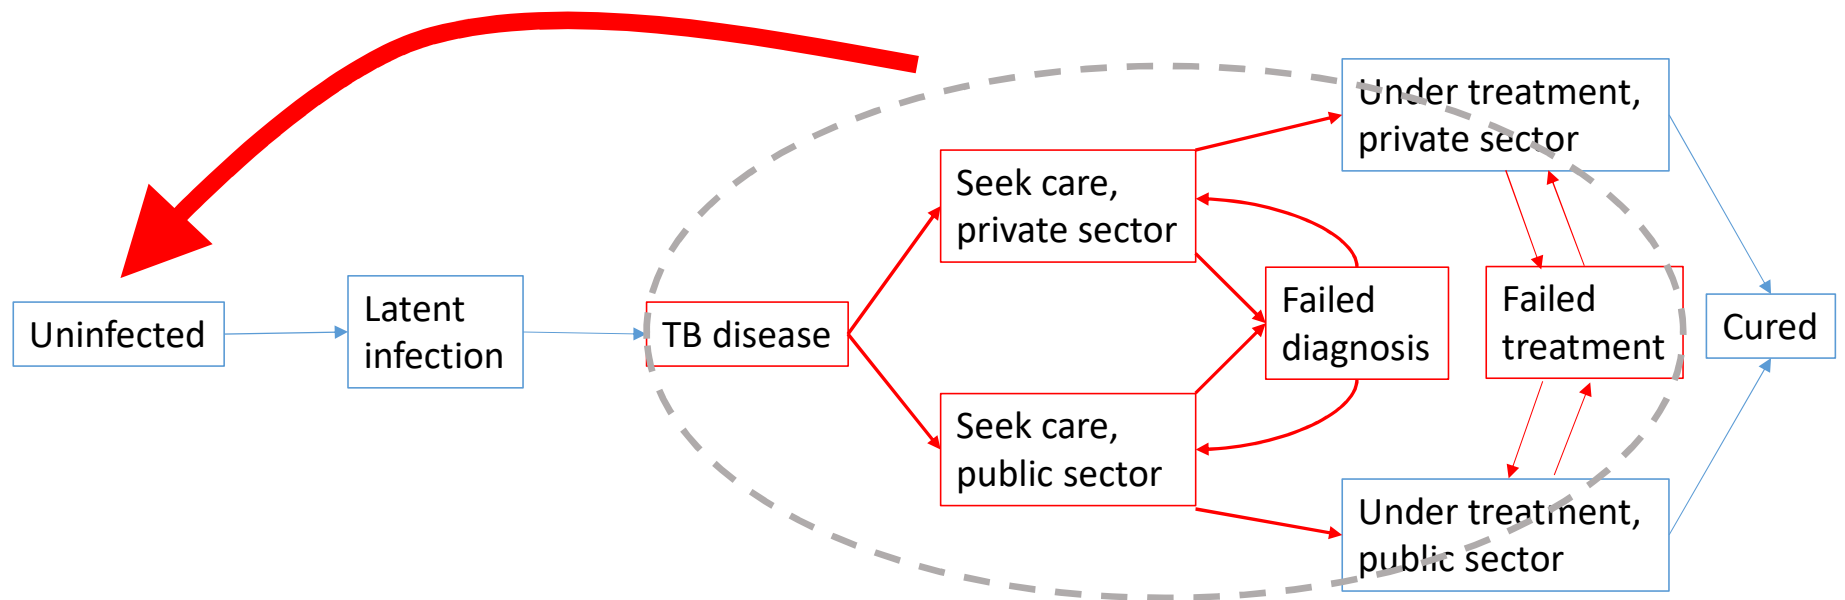 Uninfected
Latent
infection
TB disease
Seek care,
private sector
Seek care,
public sector
Failed
diagnosis
Under treatment,
private sector
Failed
treatment
Under treatment,
public sector
Cured